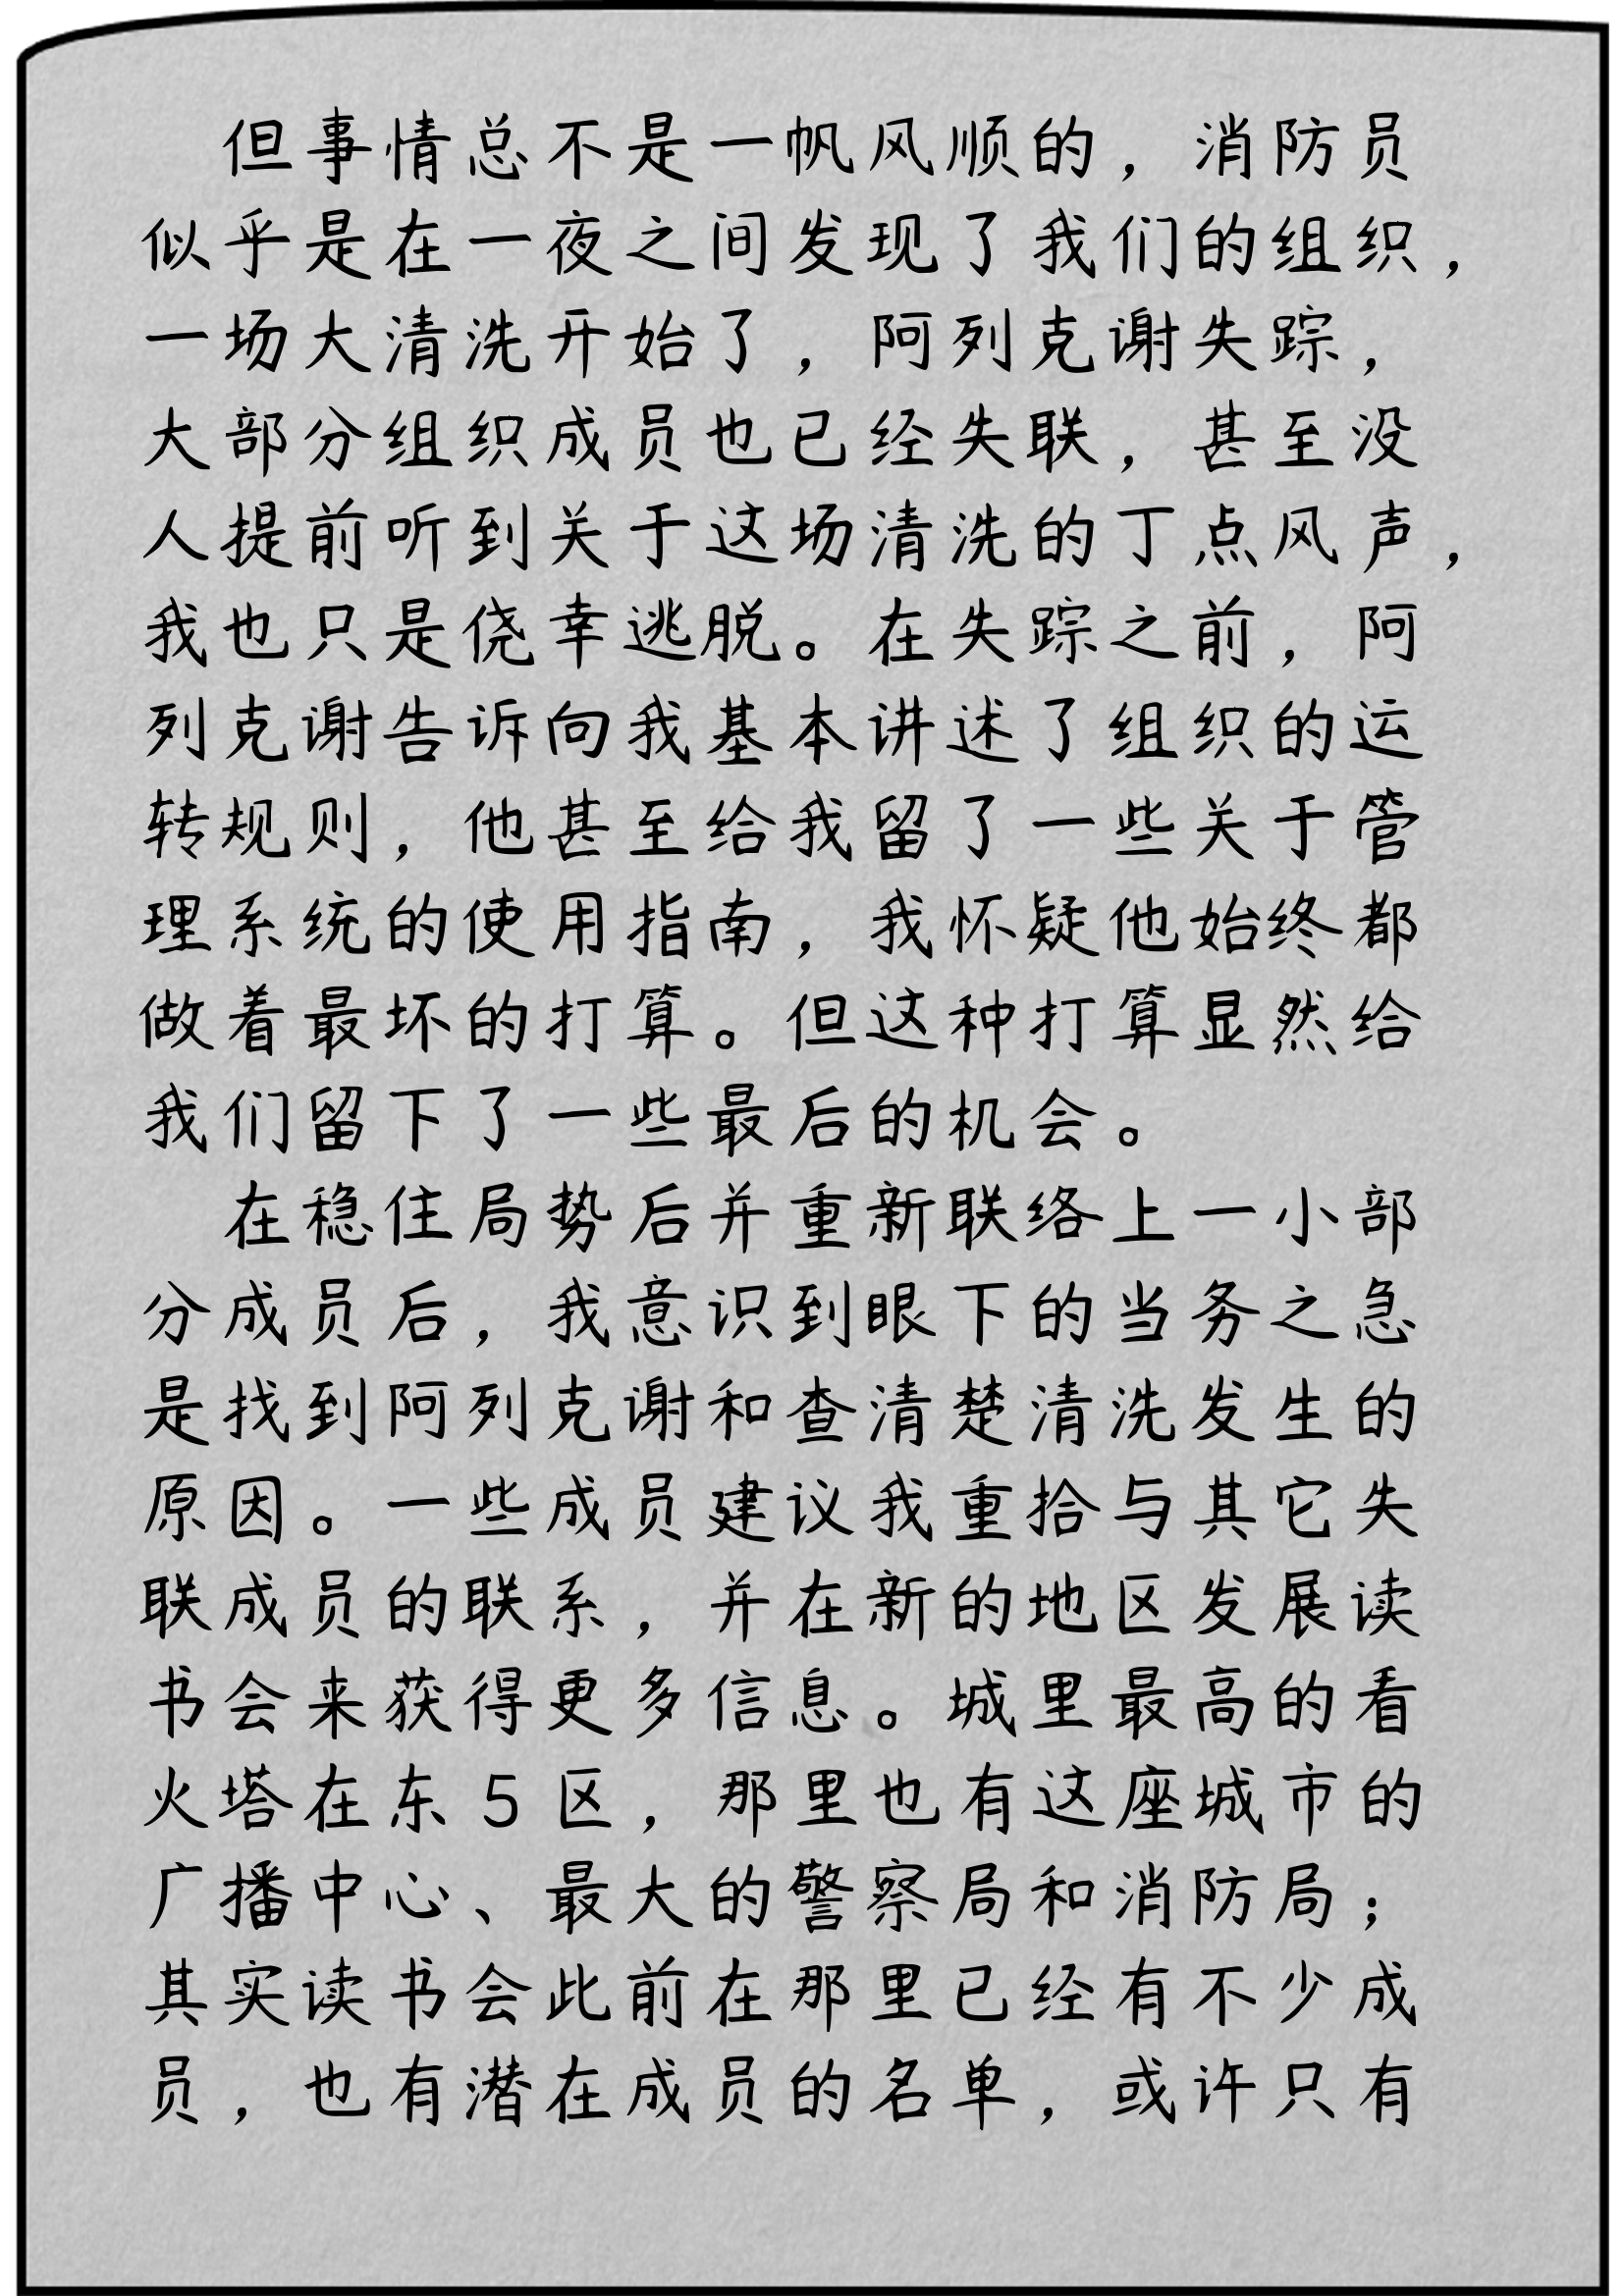 但事情总不是一帆风顺的，消防员
似乎是在一夜之间发现了我们的组织，
一场大清洗开始了，阿列克谢失踪，
大部分组织成员也已经失联，甚至没
人提前听到关于这场清洗的丁点风声，
我也只是侥幸逃脱。在失踪之前，阿
列克谢告诉向我基本讲述了组织的运
转规则，他甚至给我留了一些关于管
理系统的使用指南，我怀疑他始终都
做着最坏的打算。但这种打算显然给
我们留下了一些最后的机会。
在稳住局势后并重新联络上一小部
分成员后，我意识到眼下的当务之急
是找到阿列克谢和查清楚清洗发生的
原因。一些成员建议我重拾与其它失
联成员的联系，并在新的地区发展读
书会来获得更多信息。城里最高的看
火塔在东5区，那里也有这座城市的
广播中心、最大的警察局和消防局；
其实读书会此前在那里已经有不少成
员，也有潜在成员的名单，或许只有